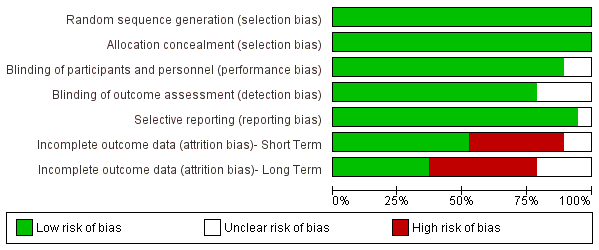 Random sequence generation (selection bias)
Allocation concealment (selection bias)
Blinding of participants and personnel (performance bias)
Blinding of outcome assessment (detection bias)
Selective reporting (reporting bias)
Incomplete outcome data (attrition bias)- Short Term
Incomplete outcome data (attrition bias)- Long Term
0% 25% 50% 75% 100%
Low risk of bias Unclear risk of bias High risk of bias